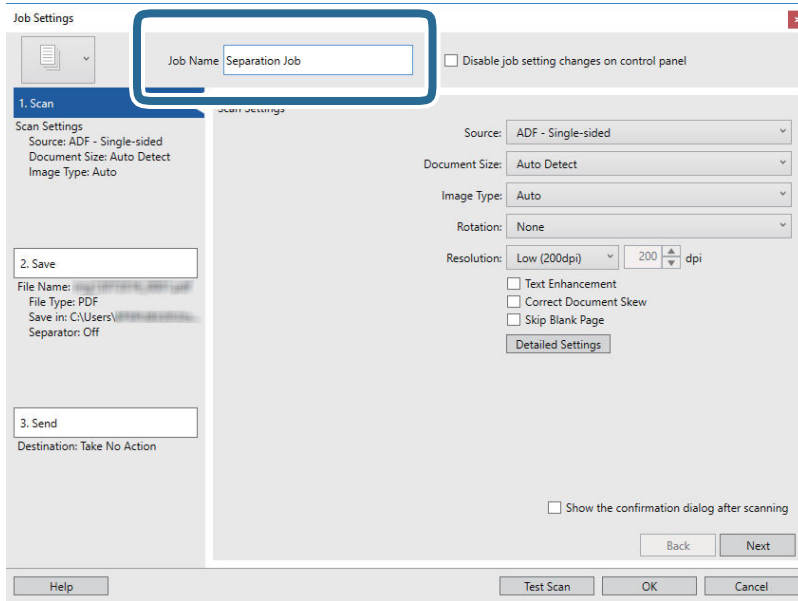 Job Settings
Job Name Separation Job
Disable job setting changes on control panel
1. Scan
Scan Settings
Source: ADF - Single-sided
Document Size: Auto Detect
Image Type: Auto
2. Save
File Name:
File Type: PDF
Save in: C:\Users\
Separator: Off
3. Send
Destination: Take No Action
Scan Settings
Source: ADF - Single-sided
Document Size: Auto Detect
Image Type: Auto
Rotation: None
Resolution: Low (200dpi) 200 dpi
Text Enhancement
Correct Document Skew
Skip Blank Page
Detailed Settings
Show the confirmation dialog after scanning
Back Next
Help Test Scan OK Cancel